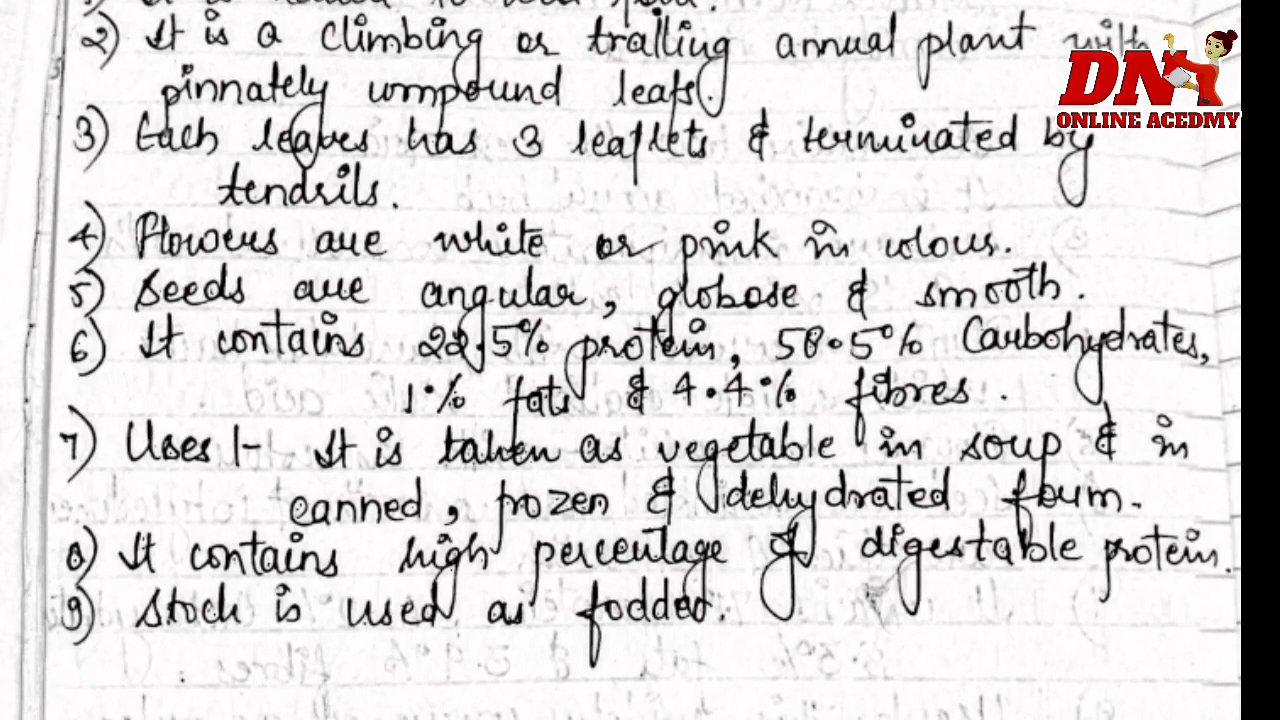 2) It is a climbing or trailing annual plant with
pinnately compound leafs.
3) Each leaves has 3 leaflets & terminated by
tendrils.
4) Flowers are white or pink in colour.
5) Seeds are angular, globose & smooth.
6) It contains 22.5% protein, 58.5% Carbohydrates,
1% fats & 4.4% fibres.
7) Uses :- It is taken as vegetable in soup & in
canned, frozen & dehydrated form.
8) It contains high percentage of digestable protein.
9) Stock is used as fodder.
DNA
ONLINE ACEDMY